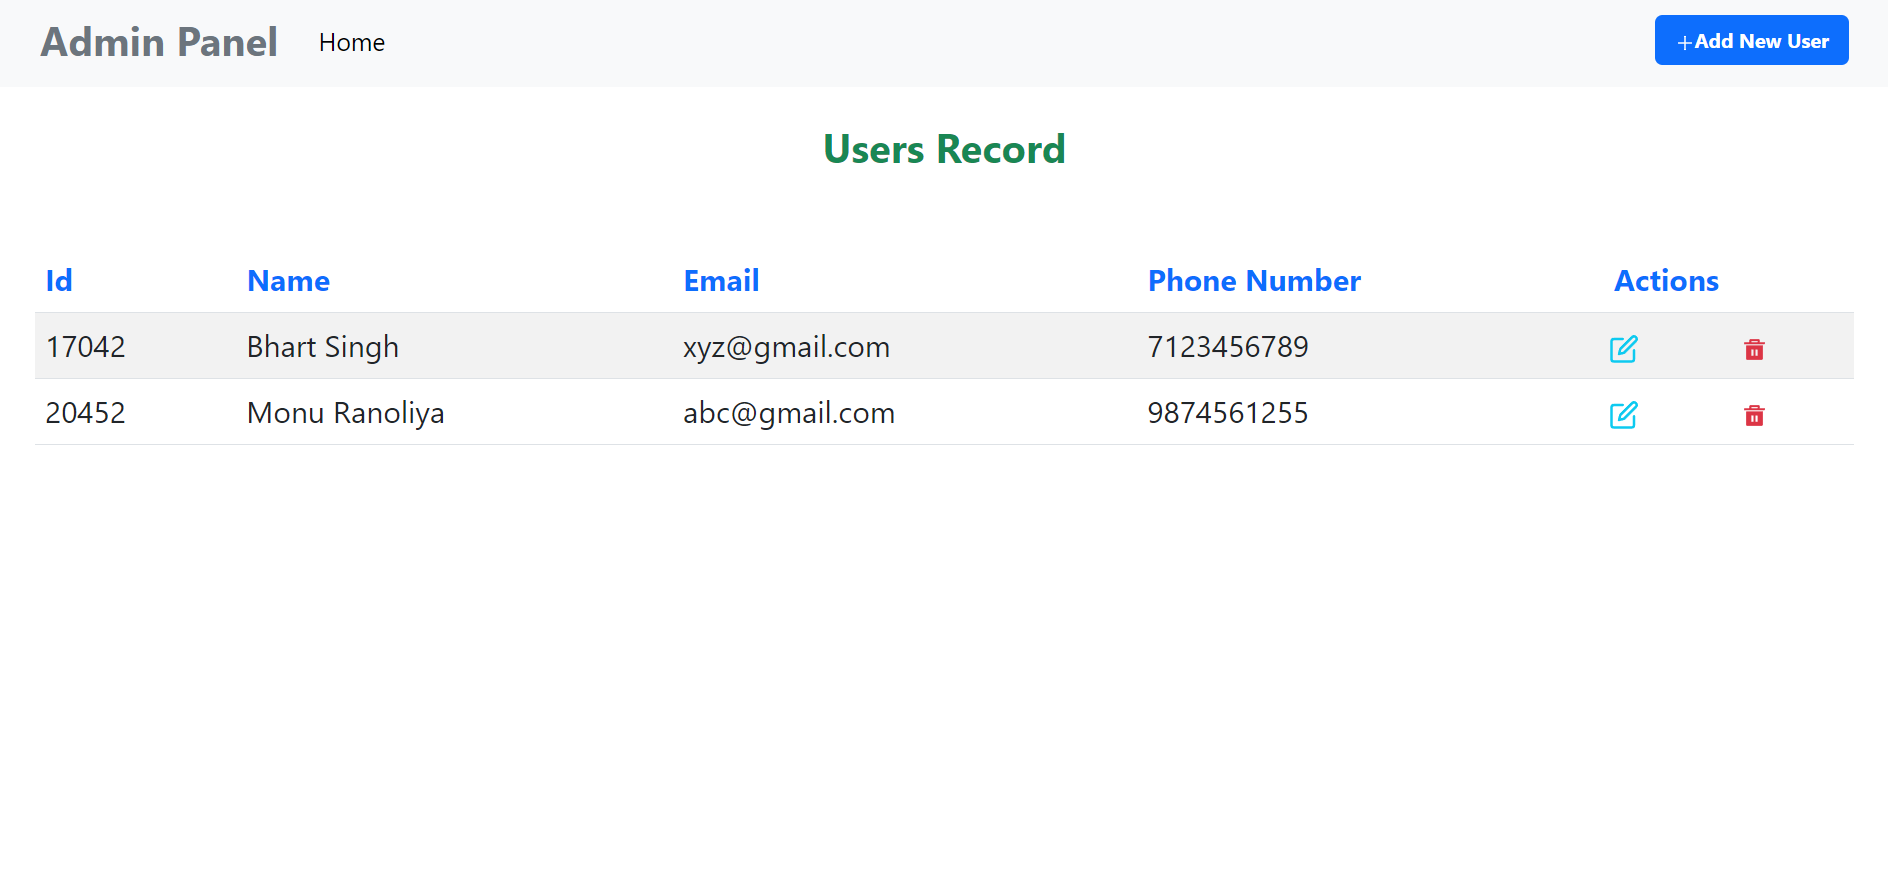 Admin Panel Home +Add New User
Users Record
Id Name Email Phone Number Actions
17042 Bhart Singh xyz@gmail.com 7123456789
20452 Monu Ranoliya abc@gmail.com 9874561255